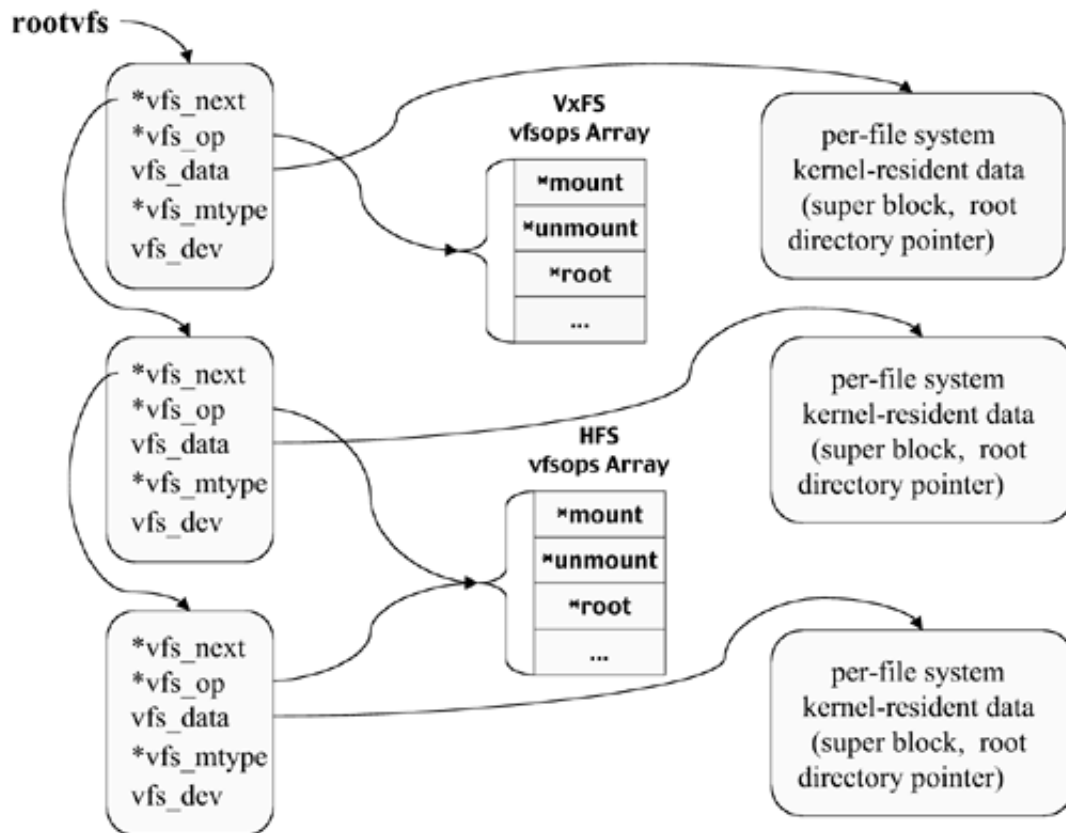 rootvfs
*vfs_next
*vfs_op
vfs_data
*vfs_mtype
vfs_dev
VxFS
vfsops Array
*mount
*unmount
*root
...
per-file system
kernel-resident data
(super block, root
directory pointer)
*vfs_next
*vfs_op
vfs_data
*vfs_mtype
vfs_dev
HFS
vfsops Array
*mount
*unmount
*root
...
per-file system
kernel-resident data
(super block, root
directory pointer)
*vfs_next
*vfs_op
vfs_data
*vfs_mtype
vfs_dev
per-file system
kernel-resident data
(super block, root
directory pointer)